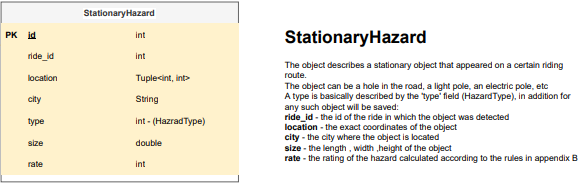 StationaryHazard
PK id int
ride_id int
location Tuple<int, int>
city String
type int - (HazradType)
size double
rate int
StationaryHazard
The object describes a stationary object that appeared on a certain riding
route.
The object can be a hole in the road, a light pole, an electric pole, etc
A type is basically described by the 'type' field (HazardType), in addition for
any such object will be saved:
ride_id - the id of the ride in which the object was detected
location - the exact coordinates of the object
city - the city where the object is located
size - the length , width ,height of the object
rate - the rating of the hazard calculated according to the rules in appendix B